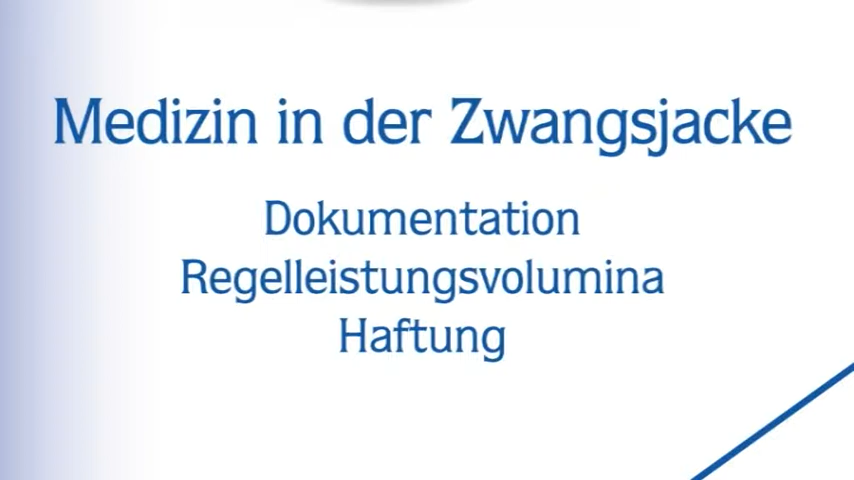 Medizin in der Zwangsjacke
Dokumentation
Regelleistungsvolumina
Haftung